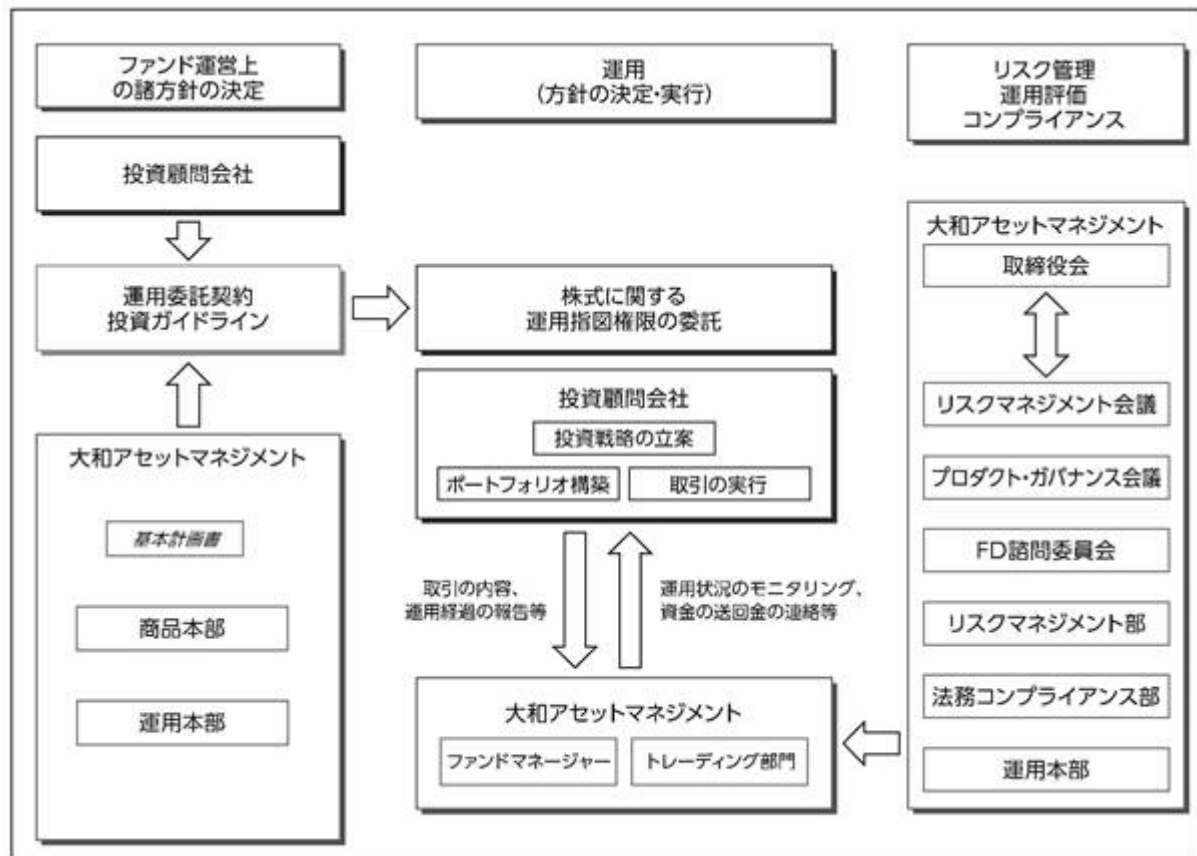 ファンド運営上
の諸方針の決定
運用
(方針の決定・実行)
リスク管理
運用評価
コンプライアンス
投資顧問会社
運用委託契約
投資ガイドライン
株式に関する
運用指図権限の委託
大和アセットマネジメント
基本計画書
商品本部
運用本部
投資顧問会社
投資戦略の立案
ポートフォリオ構築
取引の実行
取引の内容、
運用経過の報告等
運用状況のモニタリング、
資金の送回金の連絡等
大和アセットマネジメント
ファンドマネージャー
トレーディング部門
大和アセットマネジメント
取締役会
リスクマネジメント会議
プロダクト・ガバナンス会議
FD諮問委員会
リスクマネジメント部
法務コンプライアンス部
運用本部